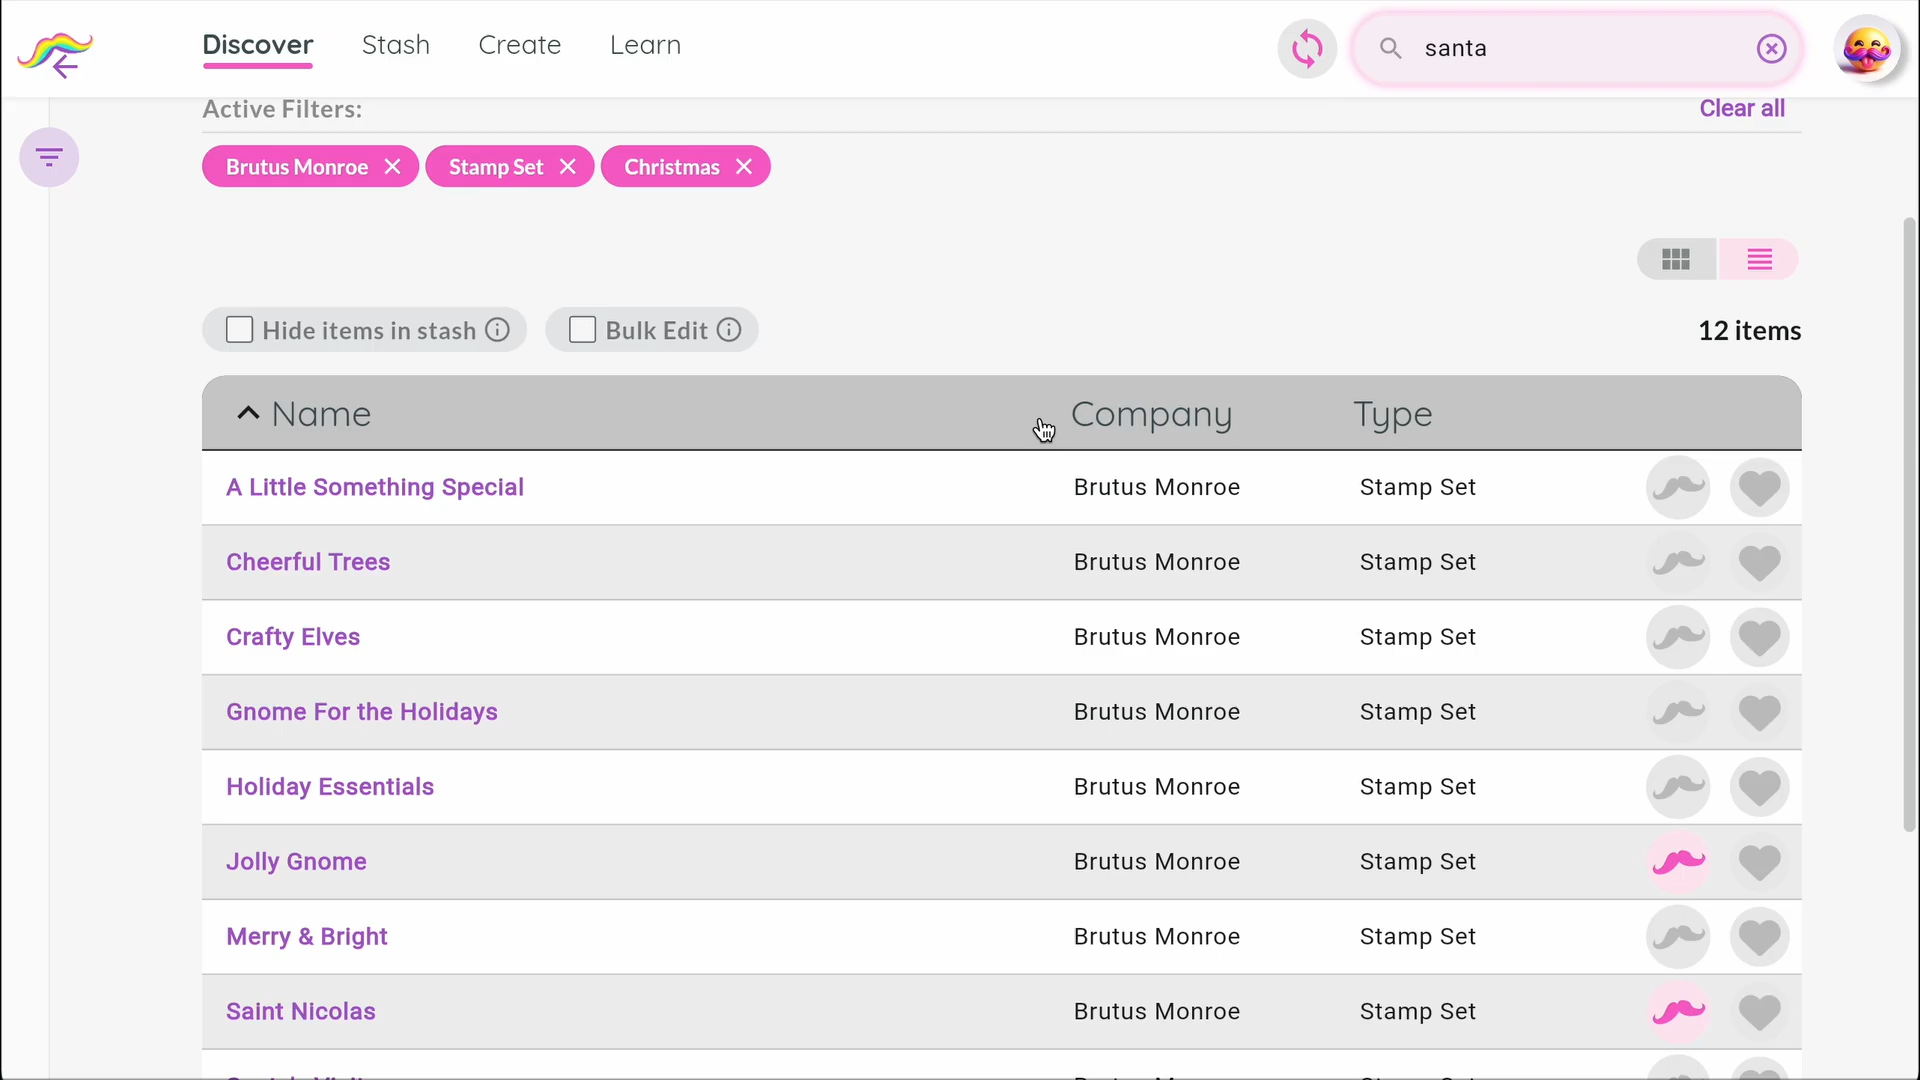 Discover Stash Create Learn
santa
Active Filters: Clear all
Brutus Monroe Stamp Set Christmas
Hide items in stash Bulk Edit 12 items
Name Company Type
A Little Something Special Brutus Monroe Stamp Set
Cheerful Trees Brutus Monroe Stamp Set
Crafty Elves Brutus Monroe Stamp Set
Gnome For the Holidays Brutus Monroe Stamp Set
Holiday Essentials Brutus Monroe Stamp Set
Jolly Gnome Brutus Monroe Stamp Set
Merry & Bright Brutus Monroe Stamp Set
Saint Nicolas Brutus Monroe Stamp Set